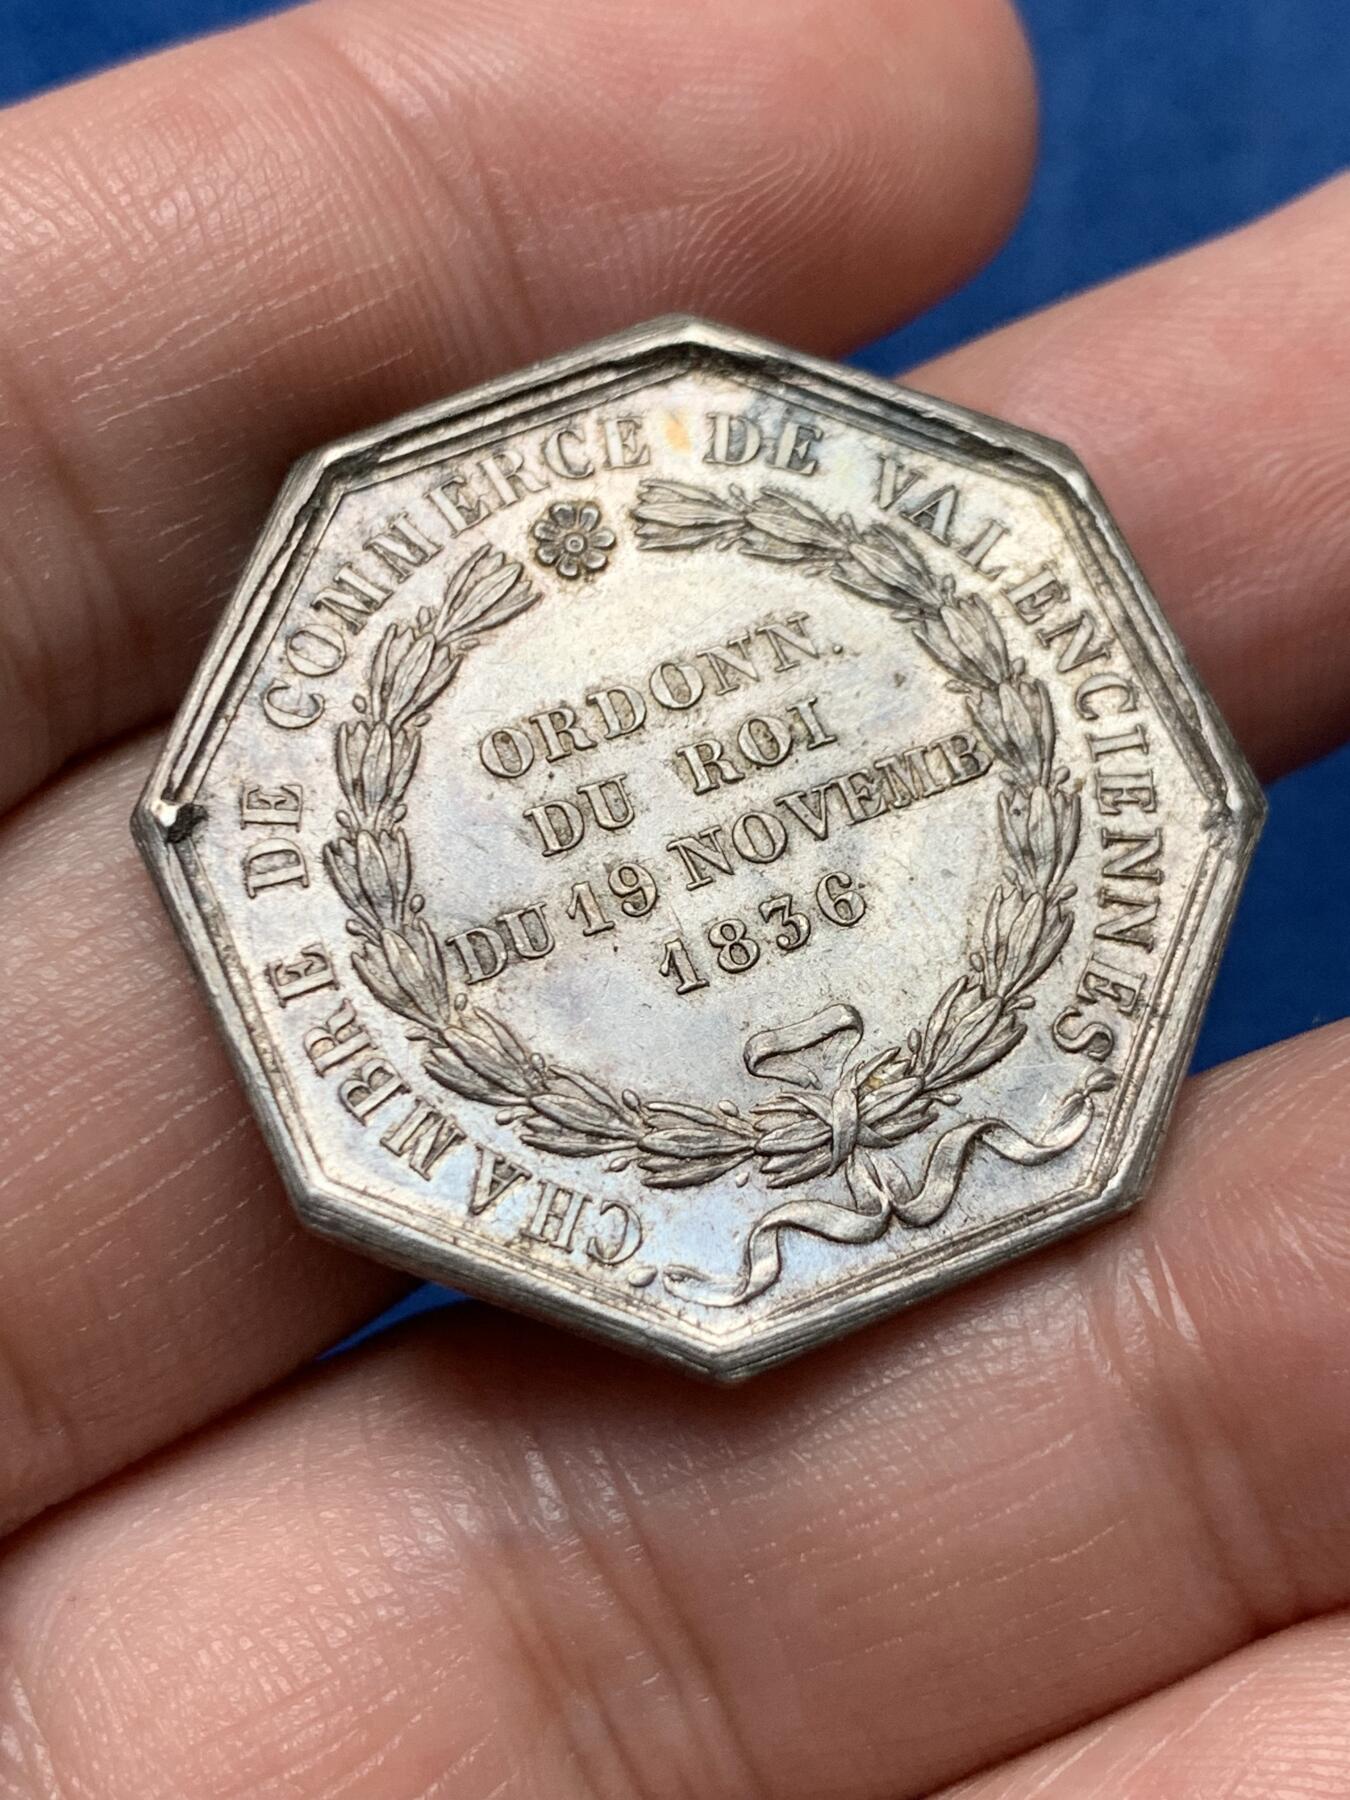 CHAMBRE DE COMMERCE DE VALENCIENNES
ORDONN.
DU ROI
DU 19 NOVEMB
1836